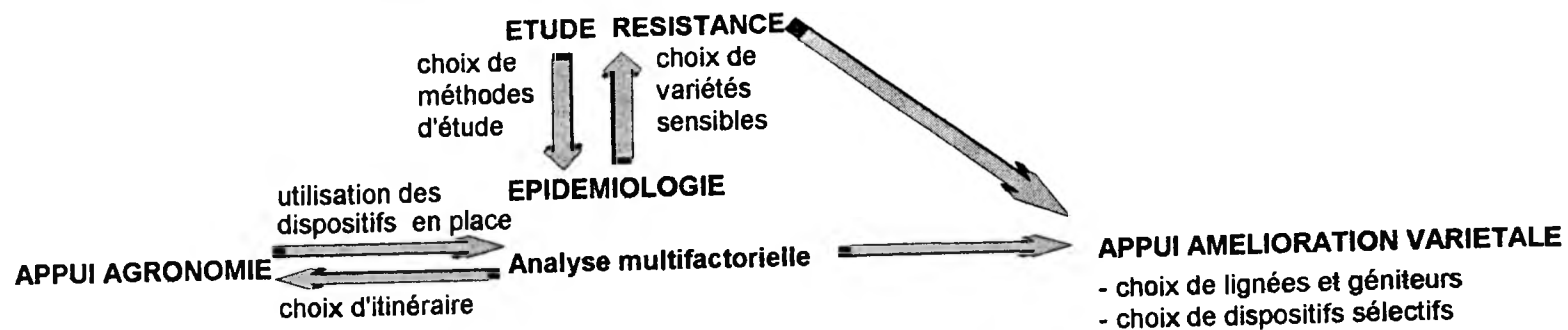 ETUDE RESISTANCE
choix de
méthodes
d'étude
choix de
variétés
sensibles
EPIDEMIOLOGIE
utilisation des
dispositifs en place
APPUI AGRONOMIE
Analyse multifactorielle
choix d'itinéraire
APPUI AMELIORATION VARIETALE
- choix de lignées et géniteurs
- choix de dispositifs sélectifs